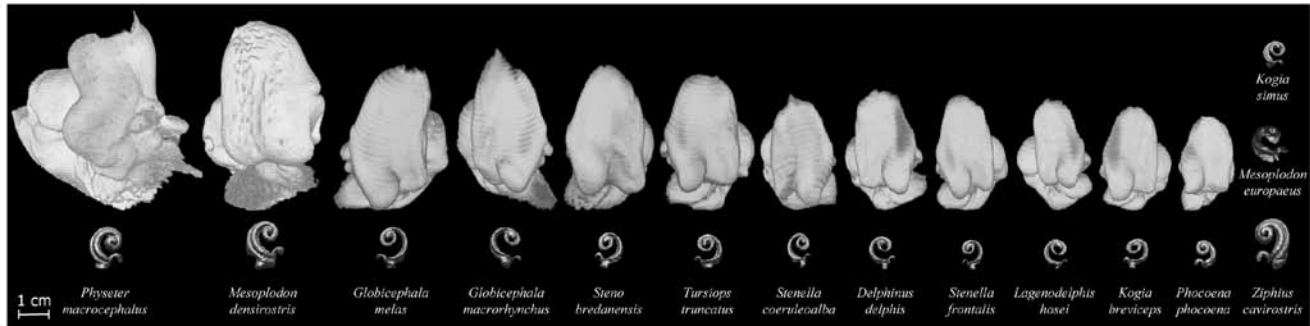 Kogia
simus
Mesoplodon
europaeus
1 cm
Physeter
macrocephalus
Mesoplodon
densirostris
Globicephala
melas
Globicephala
macrorhynchus
Steno
bredanensis
Tursiops
truncatus
Stenella
coeruleoalba
Delphinus
delphis
Stenella
frontalis
Lagenodelphis
hosei
Kogia
breviceps
Phocoena
phocoena
Ziphius
cavirostris